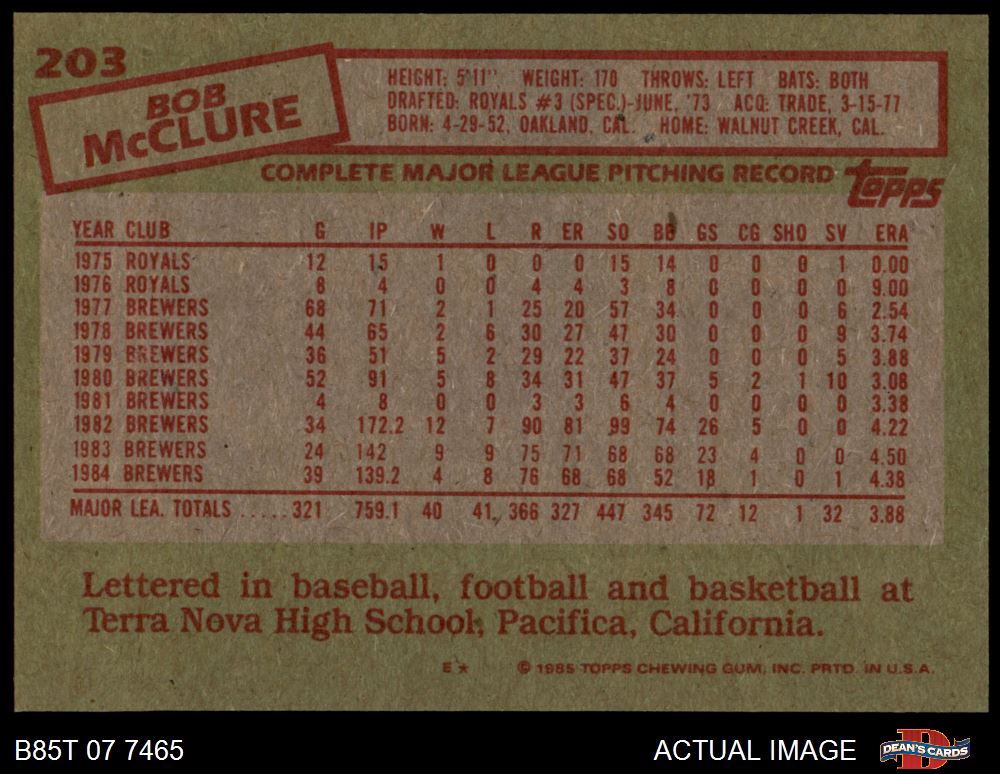 203
BOB
McCLURE
HEIGHT: 5'11" WEIGHT: 170 THROWS: LEFT BATS: BOTH
DRAFTED: ROYALS #3 (SPEC.)-JUNE, '73 ACQ: TRADE, 3-15-77
BORN: 4-29-52, OAKLAND, CAL. HOME: WALNUT CREEK, CAL.
COMPLETE MAJOR LEAGUE PITCHING RECORD topps
YEAR CLUB G IP W L R ER SO BB GS CG SHO SV ERA
1975 ROYALS 12 15 1 0 0 0 15 14 0 0 0 1 0.00
1976 ROYALS 8 4 0 0 4 4 3 8 0 0 0 0 9.00
1977 BREWERS 68 71 2 1 25 20 57 34 0 0 0 6 2.54
1978 BREWERS 44 65 2 6 30 27 47 30 0 0 0 9 3.74
1979 BREWERS 36 51 5 2 29 22 37 24 0 0 0 5 3.88
1980 BREWERS 52 91 5 8 34 31 47 37 5 2 1 10 3.08
1981 BREWERS 4 8 0 0 3 3 6 4 0 0 0 0 3.38
1982 BREWERS 34 172.2 12 7 90 81 99 74 26 5 0 0 4.22
1983 BREWERS 24 142 9 9 75 71 68 68 23 4 0 0 4.50
1984 BREWERS 39 139.2 4 8 76 68 68 52 18 1 0 1 4.38
MAJOR LEA. TOTALS .....321 759.1 40 41 366 327 447 345 72 12 1 32 3.88
Lettered in baseball, football and basketball at
Terra Nova High School, Pacifica, California.
E* © 1985 TOPPS CHEWING GUM, INC. PRTD. IN U.S.A.
B85T 07 7465 ACTUAL IMAGE DEAN'S CARDS